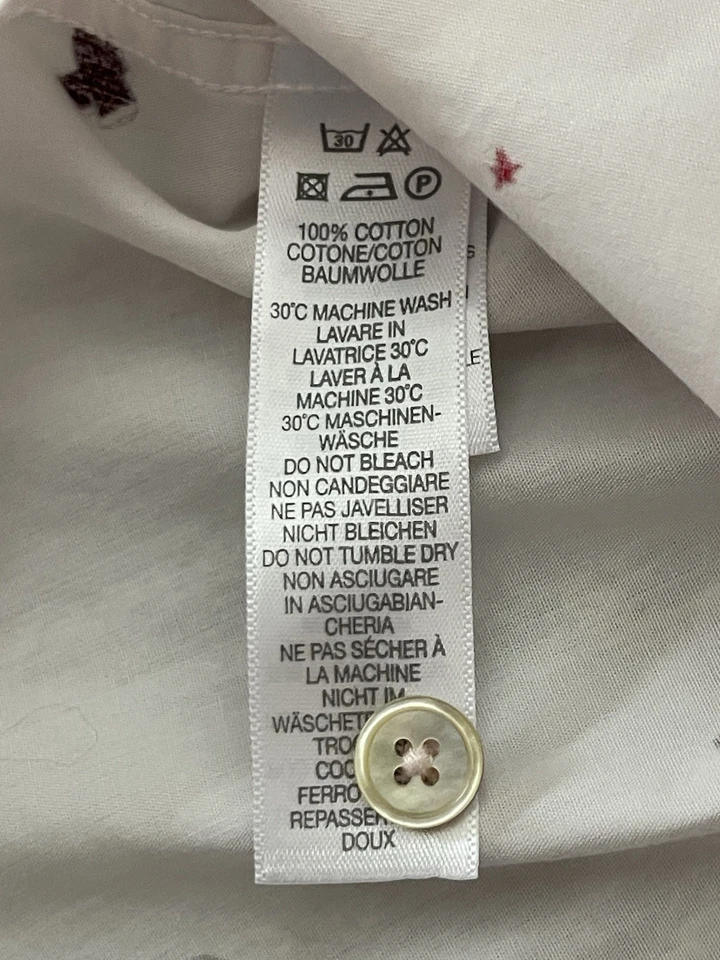 30
P
100% COTTON
COTONE/COTON
BAUMWOLLE
30°C MACHINE WASH
LAVARE IN
LAVATRICE 30°C
LAVER À LA
MACHINE 30°C
30°C MASCHINEN-
WÄSCHE
DO NOT BLEACH
NON CANDEGGIARE
NE PAS JAVELLISER
NICHT BLEICHEN
DO NOT TUMBLE DRY
NON ASCIUGARE
IN ASCIUGABIAN-
CHERIA
NE PAS SÉCHER À
LA MACHINE
NICHT IM
REPASSER
DOUX